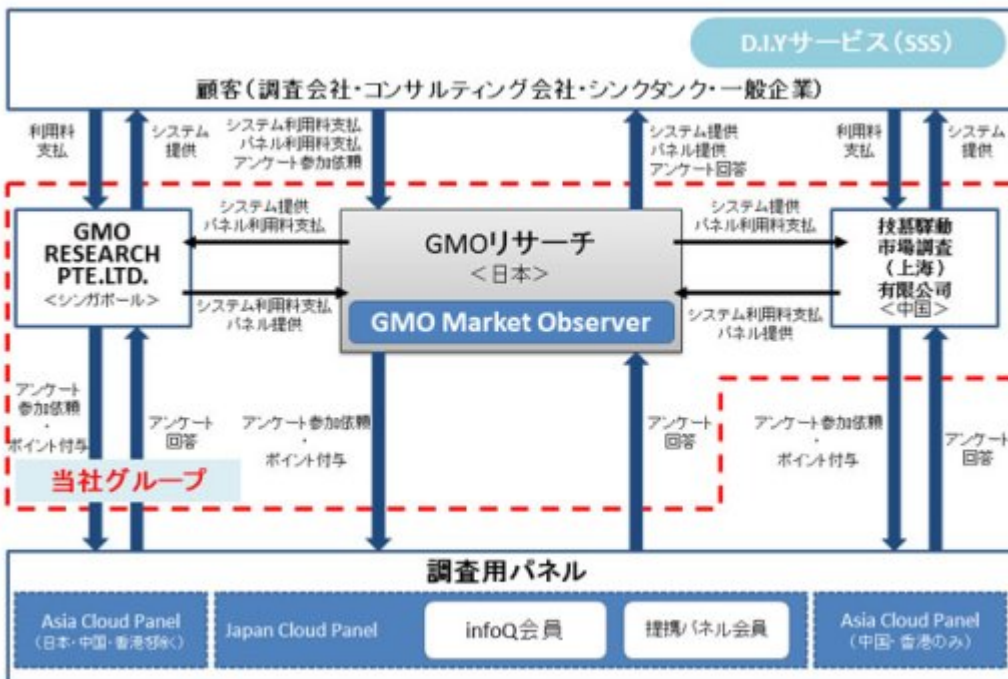 D.I.Yサービス(SSS)
顧客(調査会社・コンサルティング会社・シンクタンク・一般企業)
利用料
支払
システム
提供
システム利用料支払
パネル利用料支払
アンケート参加依頼
システム提供
パネル提供
アンケート回答
利用料
支払
システム
提供
GMO
RESEARCH
PTE.LTD.
<シンガポール>
システム提供
パネル利用料支払
システム利用料支払
パネル提供
GMOリサーチ
<日本>
GMO Market Observer
システム提供
パネル利用料支払
システム利用料支払
パネル提供
技慕驛動
市場調査
(上海)
有限公司
<中国>
アンケート
参加依頼
・
ポイント付与
アンケート
回答
アンケート参加依頼
・
ポイント付与
アンケート
回答
アンケート参加依頼
・
ポイント付与
アンケート
回答
当社グループ
調査用パネル
Asia Cloud Panel
(日本・中国・香港を除く)
Japan Cloud Panel
infoQ会員
提携パネル会員
Asia Cloud Panel
(中国・香港のみ)